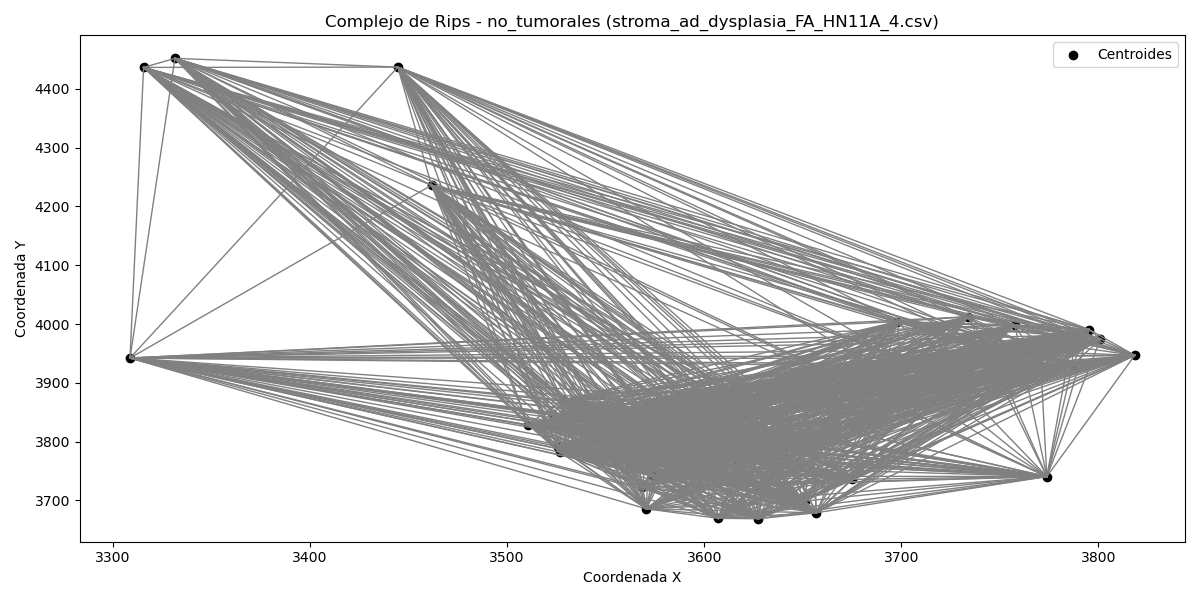 Complejo de Rips - no_tumorales (stroma_ad_dysplasia_FA_HN11A_4.csv)
Centroides
Coordenada Y
4400
4300
4200
4100
4000
3900
3800
3700
3300 3400 3500 3600 3700 3800
Coordenada X